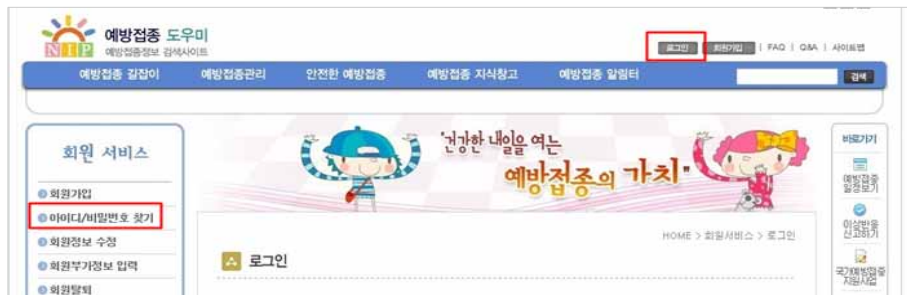 NIP 예방접종 도우미
예방접종정보 검색사이트
로그인 회원가입 | FAQ | Q&A | 사이트맵
예방접종 길잡이 예방접종관리 안전한 예방접종 예방접종 지식창고 예방접종 알림터 검색
회원 서비스
회원가입
아이디/비밀번호 찾기
회원정보 수정
회원부가정보 입력
회원탈퇴
'건강한 내일을 여는
예방접종의 가치"
HOME > 회원서비스 > 로그인
로그인
바로가기
예방접종
일정보기
이상반응
신고하기
국가예방접종
지원사업